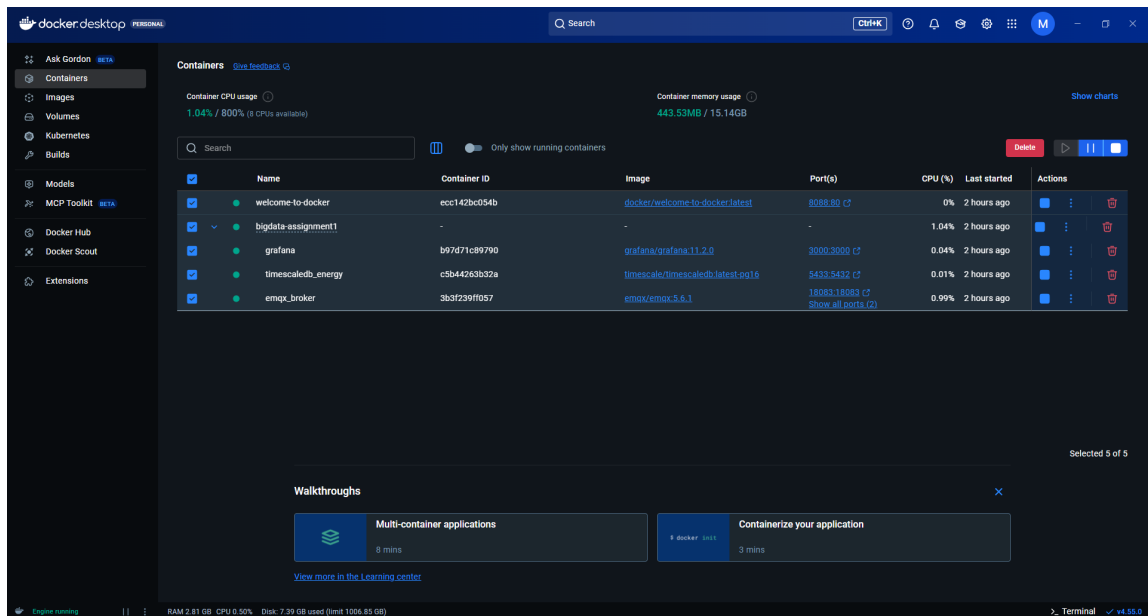 docker.desktop PERSONAL
Search
Ctrl+K
M
Ask Gordon BETA
Containers
Images
Volumes
Kubernetes
Builds
Models
MCP Toolkit BETA
Docker Hub
Docker Scout
Extensions
Containers Give feedback
Container CPU usage
1.04% / 800% (8 CPUs available)
Container memory usage
443.53MB / 15.14GB
Show charts
Search
Only show running containers
Delete
Name Container ID Image Port(s) CPU (%) Last started Actions
welcome-to-docker ecc142bc054b docker/welcome-to-docker:latest 8088:80 0% 2 hours ago
bigdata-assignment1 - - - 1.04% 2 hours ago
grafana b97d71c89790 grafana/grafana:11.2.0 3000:3000 0.04% 2 hours ago
timescaledb_energy c5b44263b32a timescale/timescaledb:latest-pg16 5433:5432 0.01% 2 hours ago
emqx_broker 3b3f239ff057 emqx/emqx:5.6.1 18083:18083 0.99% 2 hours ago
Show all ports (2)
Selected 5 of 5
Walkthroughs
Multi-container applications
8 mins
$ docker init
Containerize your application
3 mins
View more in the Learning center
Engine running
RAM 2.81 GB CPU 0.50% Disk: 7.39 GB used (limit 1006.85 GB)
>_ Terminal
v4.55.0